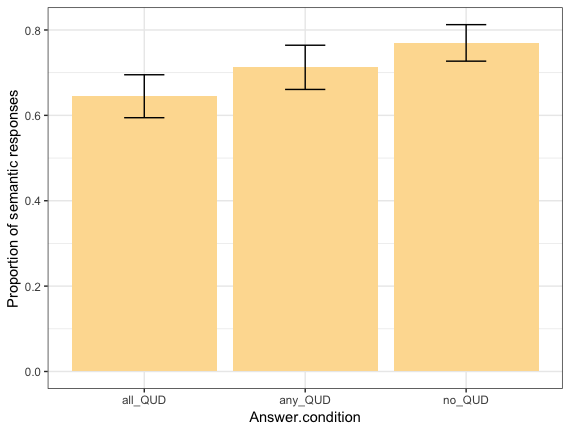 Proportion of semantic responses
0.8
0.6
0.4
0.2
0.0
all_QUD any_QUD no_QUD
Answer.condition